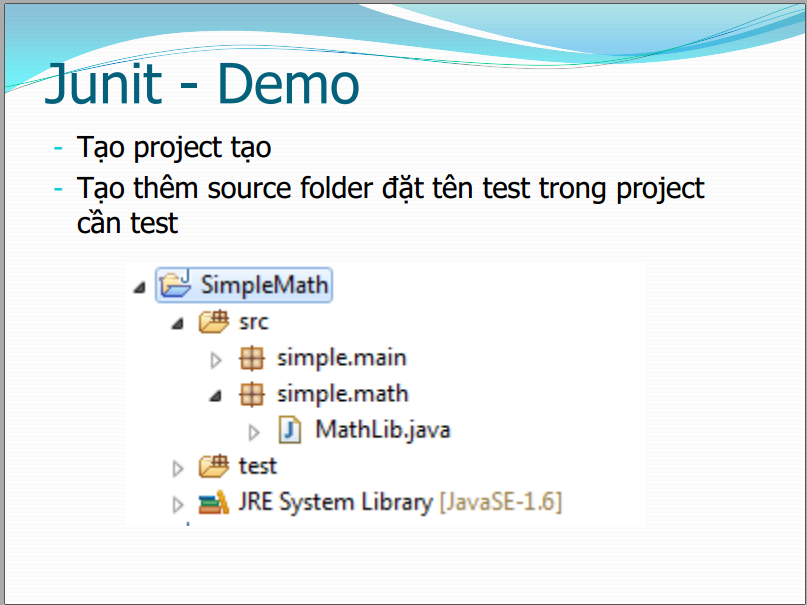 Junit - Demo
- Tạo project tạo
- Tạo thêm source folder đặt tên test trong project
cần test
SimpleMath
src
simple.main
simple.math
MathLib.java
test
JRE System Library [JavaSE-1.6]